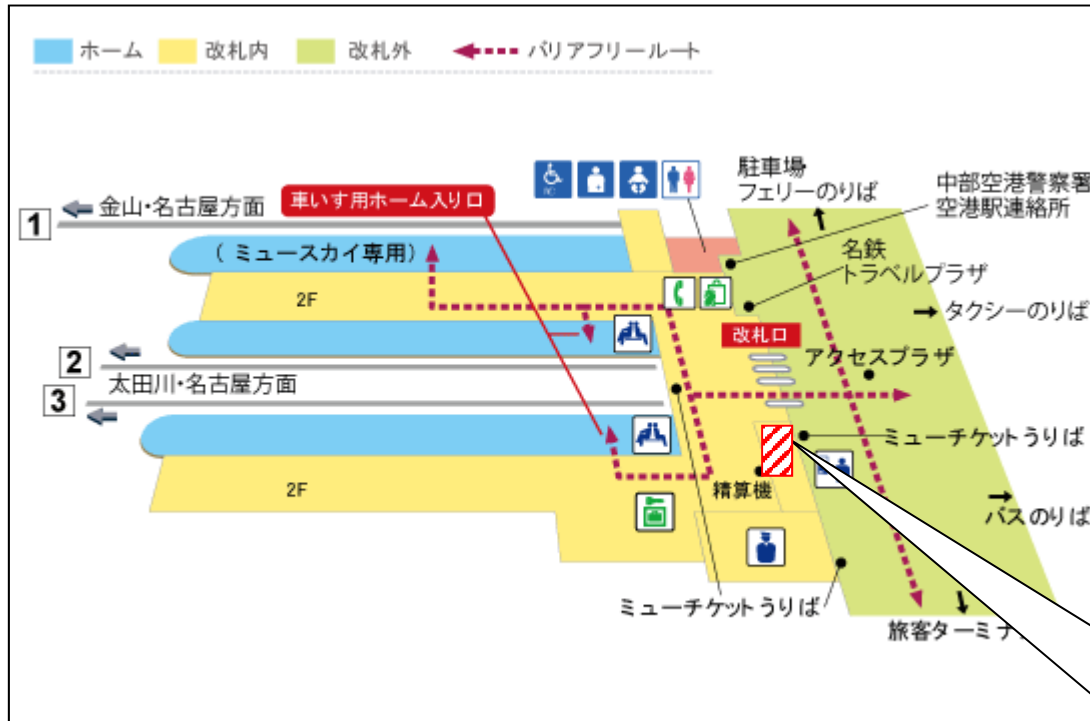 ホーム 改札内 改札外 バリアフリールート
駐車場
フェリーのりば
中部空港警察署
空港駅連絡所
1 金山・名古屋方面
車いす用ホーム入り口
(ミュースカイ専用)
名鉄
トラベルプラザ
2F
タクシーのりば
改札口
アクセスプラザ
2
太田川・名古屋方面
3
ミューチケットうりば
精算機
2F
バスのりば
ミューチケットうりば
旅客ターミナ